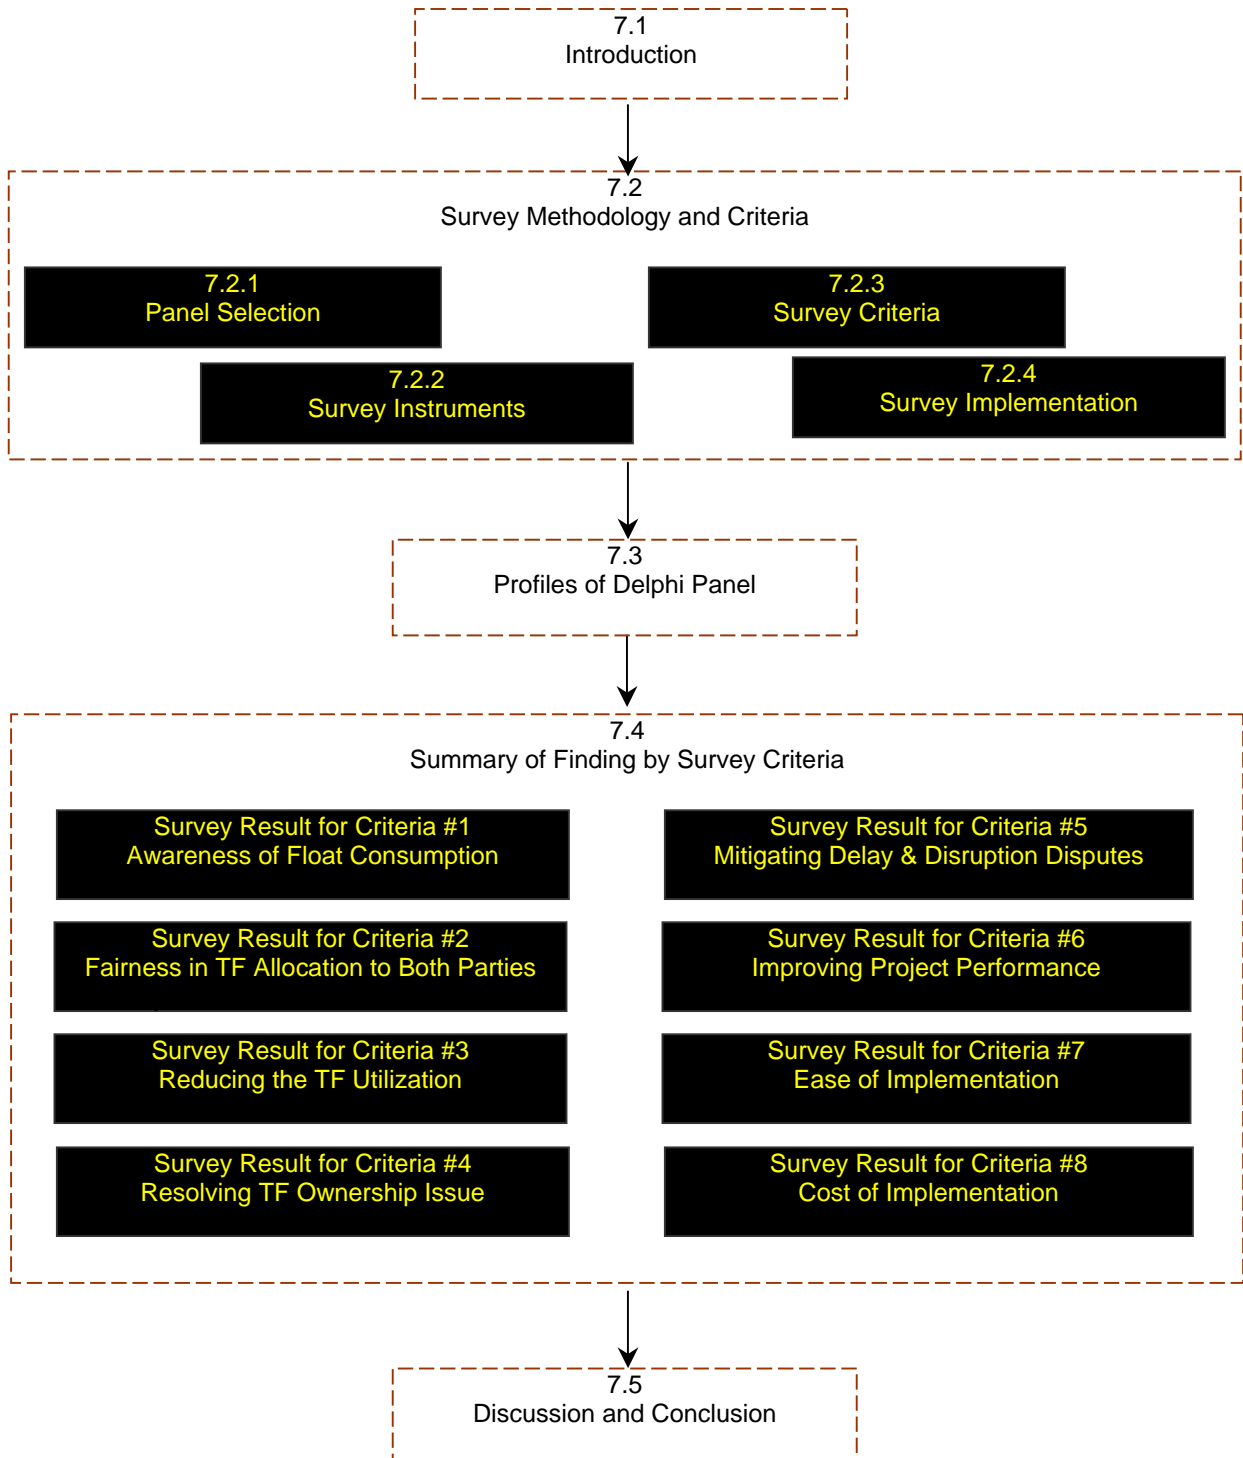 7.1
Introduction
7.2
Survey Methodology and Criteria
7.2.1
Panel Selection
7.2.2
Survey Instruments
7.2.3
Survey Criteria
7.2.4
Survey Implementation
7.3
Profiles of Delphi Panel
7.4
Summary of Finding by Survey Criteria
Survey Result for Criteria #1
Awareness of Float Consumption
Survey Result for Criteria #2
Fairness in TF Allocation to Both Parties
Survey Result for Criteria #3
Reducing the TF Utilization
Survey Result for Criteria #4
Resolving TF Ownership Issue
Survey Result for Criteria #5
Mitigating Delay & Disruption Disputes
Survey Result for Criteria #6
Improving Project Performance
Survey Result for Criteria #7
Ease of Implementation
Survey Result for Criteria #8
Cost of Implementation
7.5
Discussion and Conclusion